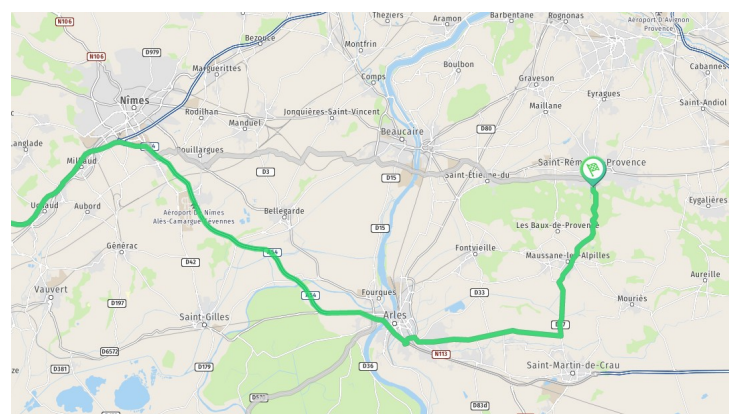 Théziers
Aramon
Barbentane
Rognonas
N106
Bezouce
D979
Montfrin
Aéroport D'Avignon
Provence
N106
Marguerittes
Boulbon
Cabannes
Comps
Graveson
Eyragues
Nîmes
Rodilhan
Jonquières-Saint-Vincent
Maillane
Saint-Andiol
Manduel
Beaucaire
D80
Langlade
Bouillargues
Milhaud
Saint-Rémy-de-Provence
D3
D15
Saint-Étienne-du
Uchaud
Aubord
Eygalières
Aéroport De Nîmes
Alès-Camargue-Cévennes
Bellegarde
D15
Les Baux-de-Provence
Générac
Fontvieille
Maussane-les-Alpilles
D42
Aureille
Vauvert
D197
Fourques
D33
Mouriès
Saint-Gilles
Arles
D6572
N113
D381
D179
D36
Saint-Martin-de-Crau
D83d